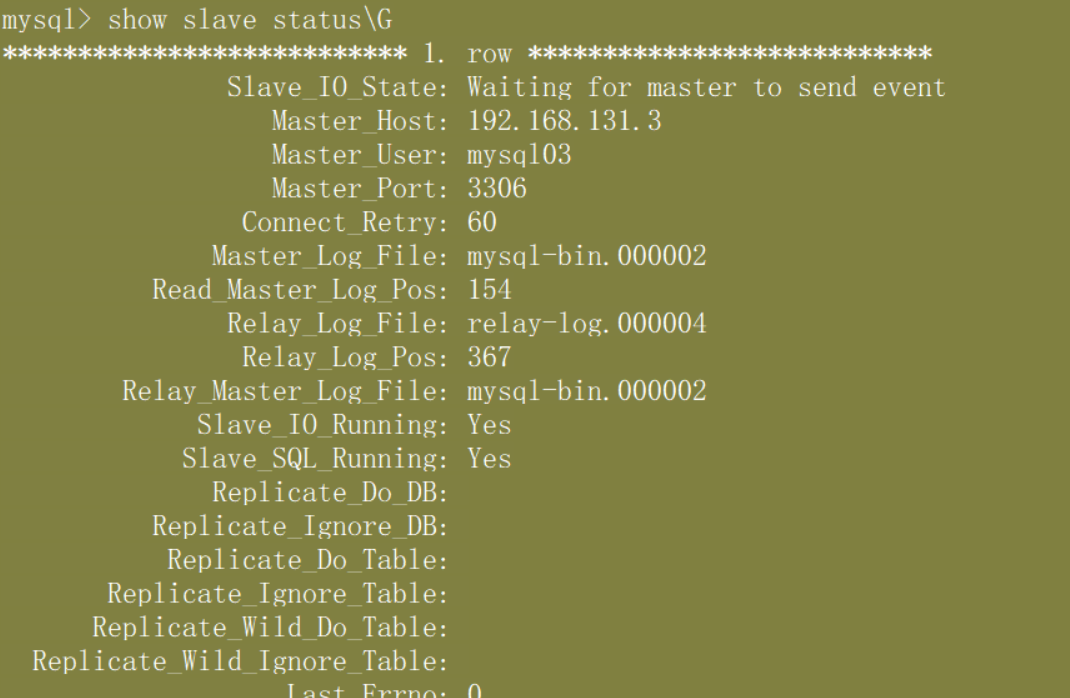 mysql> show slave status\G
*************************** 1. row ***************************
Slave_IO_State: Waiting for master to send event
Master_Host: 192.168.131.3
Master_User: mysql03
Master_Port: 3306
Connect_Retry: 60
Master_Log_File: mysql-bin.000002
Read_Master_Log_Pos: 154
Relay_Log_File: relay-log.000004
Relay_Log_Pos: 367
Relay_Master_Log_File: mysql-bin.000002
Slave_IO_Running: Yes
Slave_SQL_Running: Yes
Replicate_Do_DB:
Replicate_Ignore_DB:
Replicate_Do_Table:
Replicate_Ignore_Table:
Replicate_Wild_Do_Table:
Replicate_Wild_Ignore_Table:
Last_Errno: 0